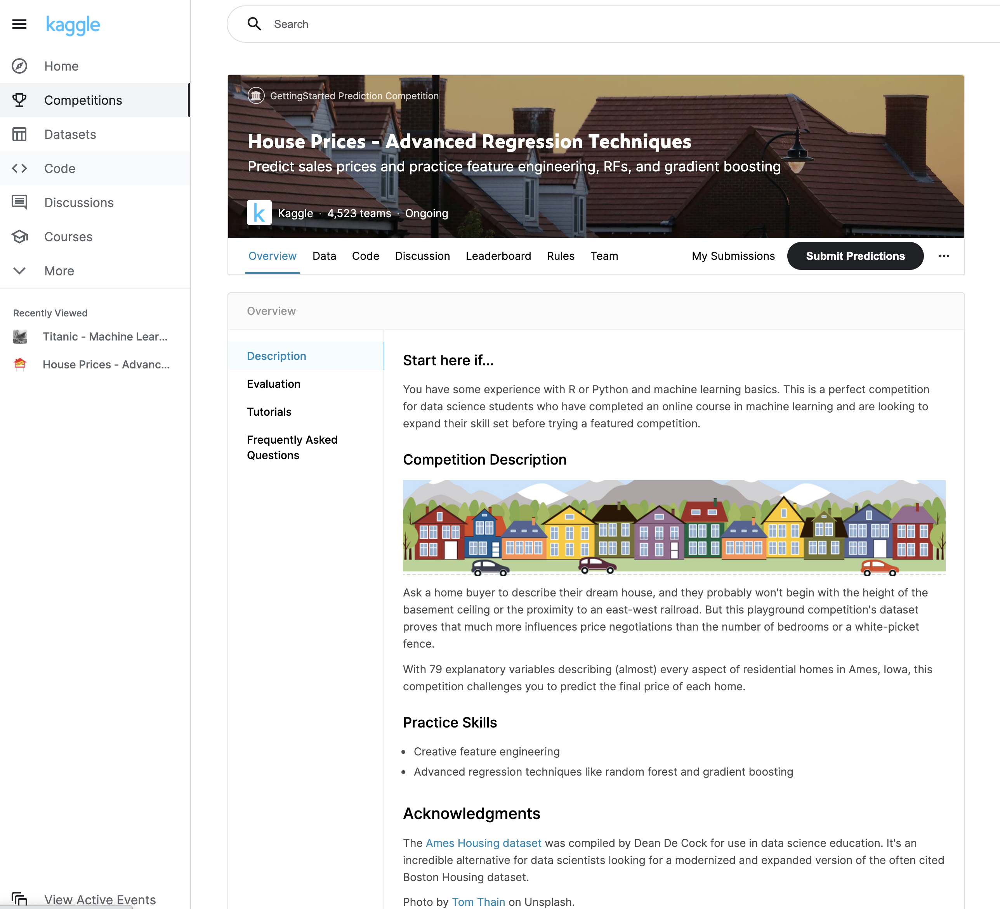 kaggle
Search
Home
Competitions
Datasets
Code
Discussions
Courses
More
Recently Viewed
Titanic - Machine Lear...
House Prices - Advanc...
View Active Events
GettingStarted Prediction Competition
House Prices - Advanced Regression Techniques
Predict sales prices and practice feature engineering, RFs, and gradient boosting
k
Kaggle · 4,523 teams · Ongoing
Overview Data Code Discussion Leaderboard Rules Team My Submissions Submit Predictions
Overview
Description
Evaluation
Tutorials
Frequently Asked
Questions
Start here if...
You have some experience with R or Python and machine learning basics. This is a perfect competition
for data science students who have completed an online course in machine learning and are looking to
expand their skill set before trying a featured competition.
Competition Description
Ask a home buyer to describe their dream house, and they probably won't begin with the height of the
basement ceiling or the proximity to an east-west railroad. But this playground competition's dataset
proves that much more influences price negotiations than the number of bedrooms or a white-picket
fence.
With 79 explanatory variables describing (almost) every aspect of residential homes in Ames, Iowa, this
competition challenges you to predict the final price of each home.
Practice Skills
• Creative feature engineering
• Advanced regression techniques like random forest and gradient boosting
Acknowledgments
The Ames Housing dataset was compiled by Dean De Cock for use in data science education. It's an
incredible alternative for data scientists looking for a modernized and expanded version of the often cited
Boston Housing dataset.
Photo by Tom Thain on Unsplash.